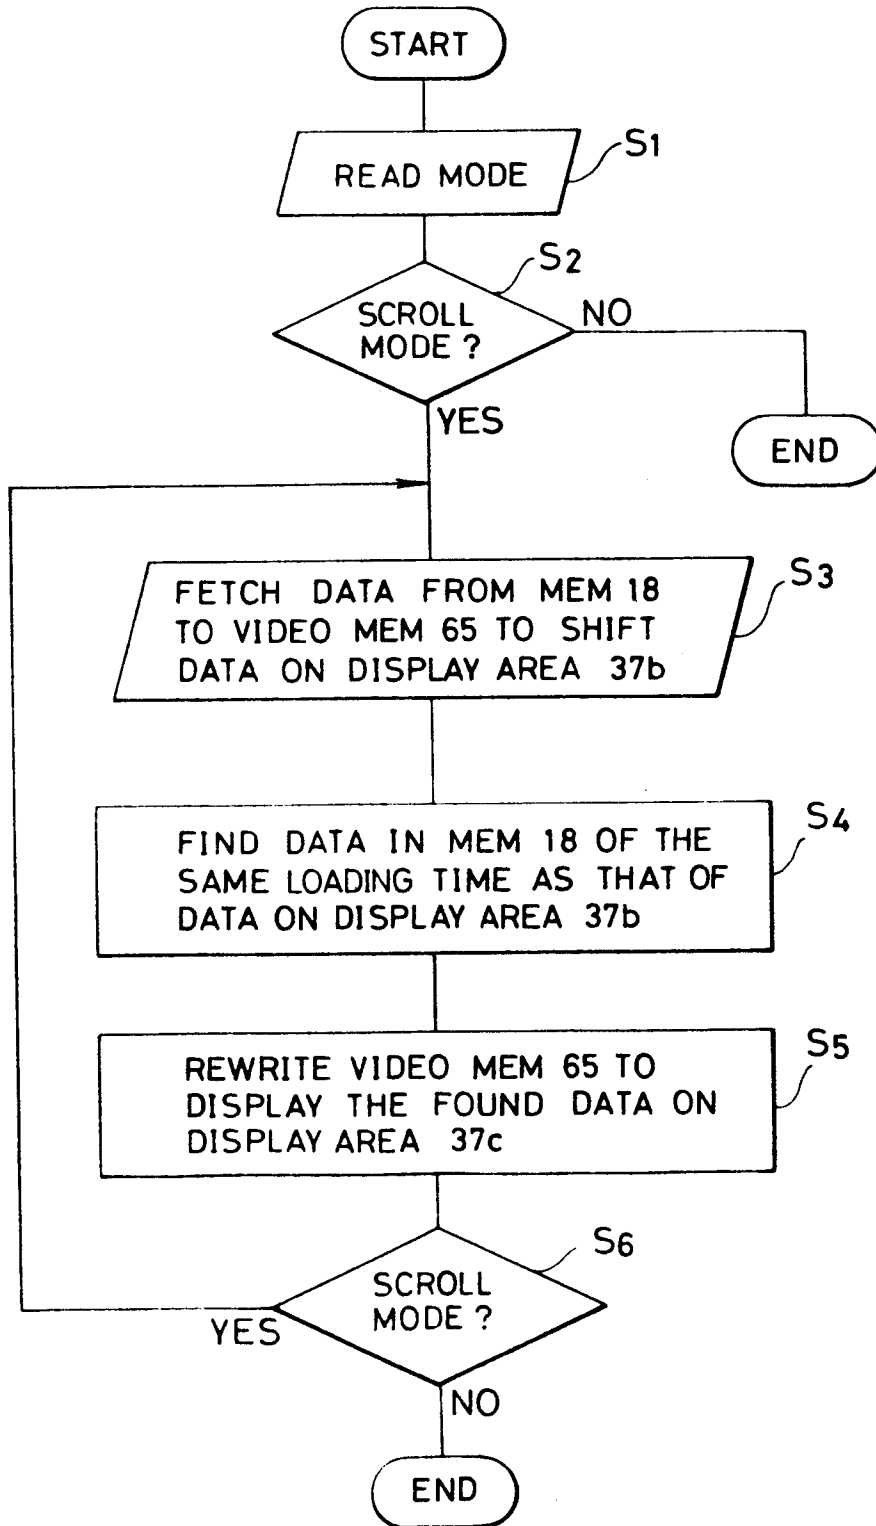 START
READ MODE
S1
S2
SCROLL
MODE ?
NO
YES
END
S3
FETCH DATA FROM MEM 18
TO VIDEO MEM 65 TO SHIFT
DATA ON DISPLAY AREA 37b
S4
FIND DATA IN MEM 18 OF THE
SAME LOADING TIME AS THAT OF
DATA ON DISPLAY AREA 37b
S5
REWRITE VIDEO MEM 65 TO
DISPLAY THE FOUND DATA ON
DISPLAY AREA 37c
S6
SCROLL
MODE ?
YES
NO
END